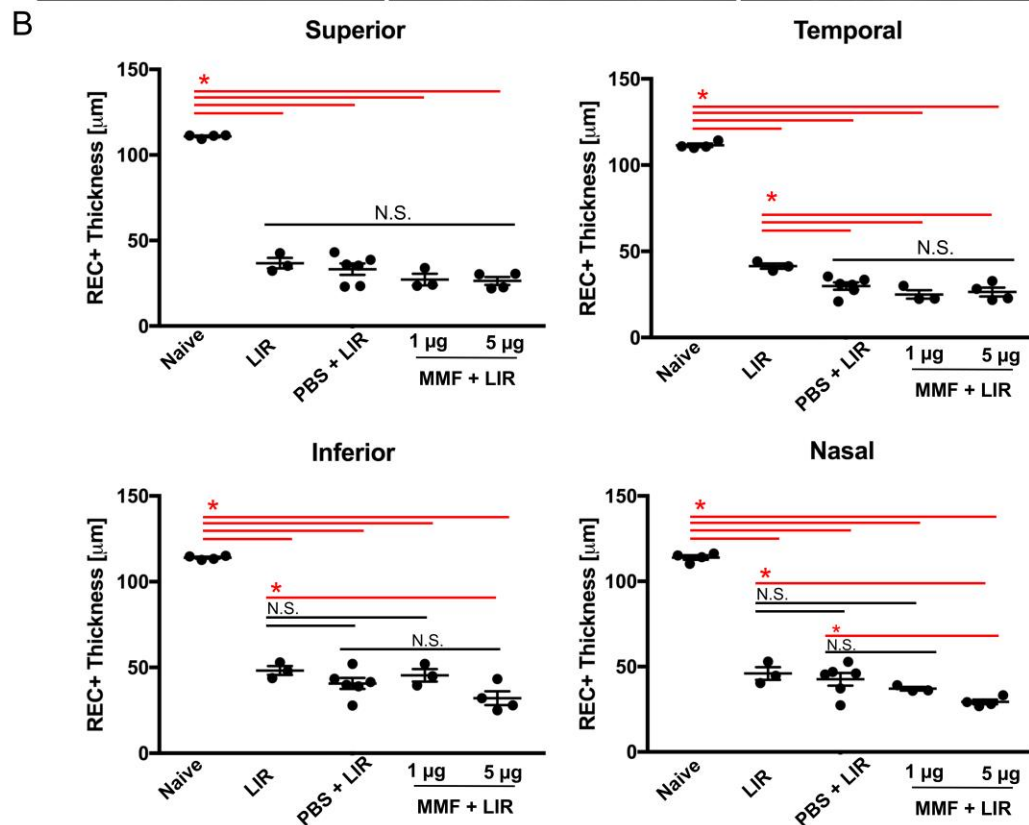 B
Superior
REC+ Thickness [μm]
150
100
50
0
*
N.S.
Naive
LIR
PBS + LIR
1 μg
5 μg
MMF + LIR
Temporal
REC+ Thickness [μm]
150
100
50
0
*
*
N.S.
Naive
LIR
PBS + LIR
1 μg
5 μg
MMF + LIR
Inferior
REC+ Thickness [μm]
150
100
50
0
*
*
N.S.
N.S.
Naive
LIR
PBS + LIR
1 μg
5 μg
MMF + LIR
Nasal
REC+ Thickness [μm]
150
100
50
0
*
*
N.S.
*
N.S.
Naive
LIR
PBS + LIR
1 μg
5 μg
MMF + LIR